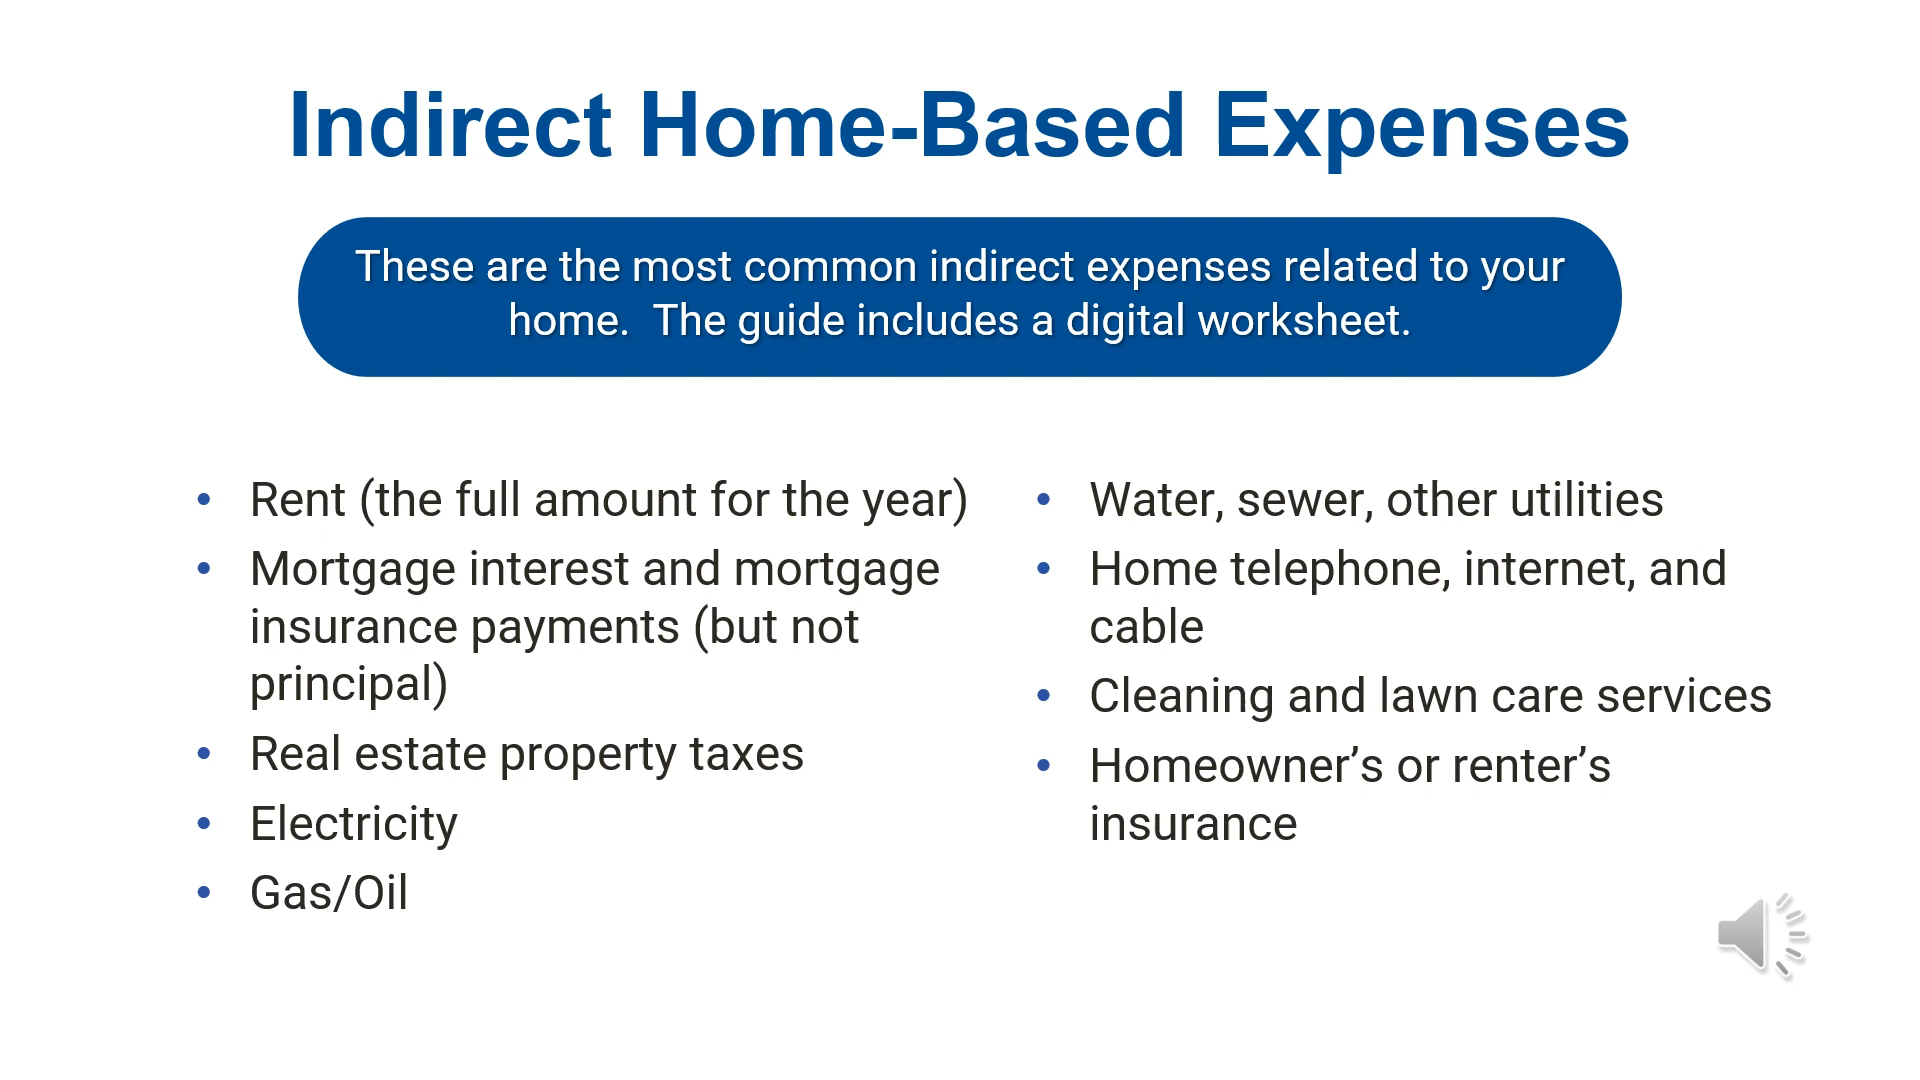 Indirect Home-Based Expenses
These are the most common indirect expenses related to your
home.  The guide includes a digital worksheet.
• Rent (the full amount for the year)
• Mortgage interest and mortgage
insurance payments (but not
principal)
• Real estate property taxes
• Electricity
• Gas/Oil
• Water, sewer, other utilities
• Home telephone, internet, and
cable
• Cleaning and lawn care services
• Homeowner’s or renter’s
insurance